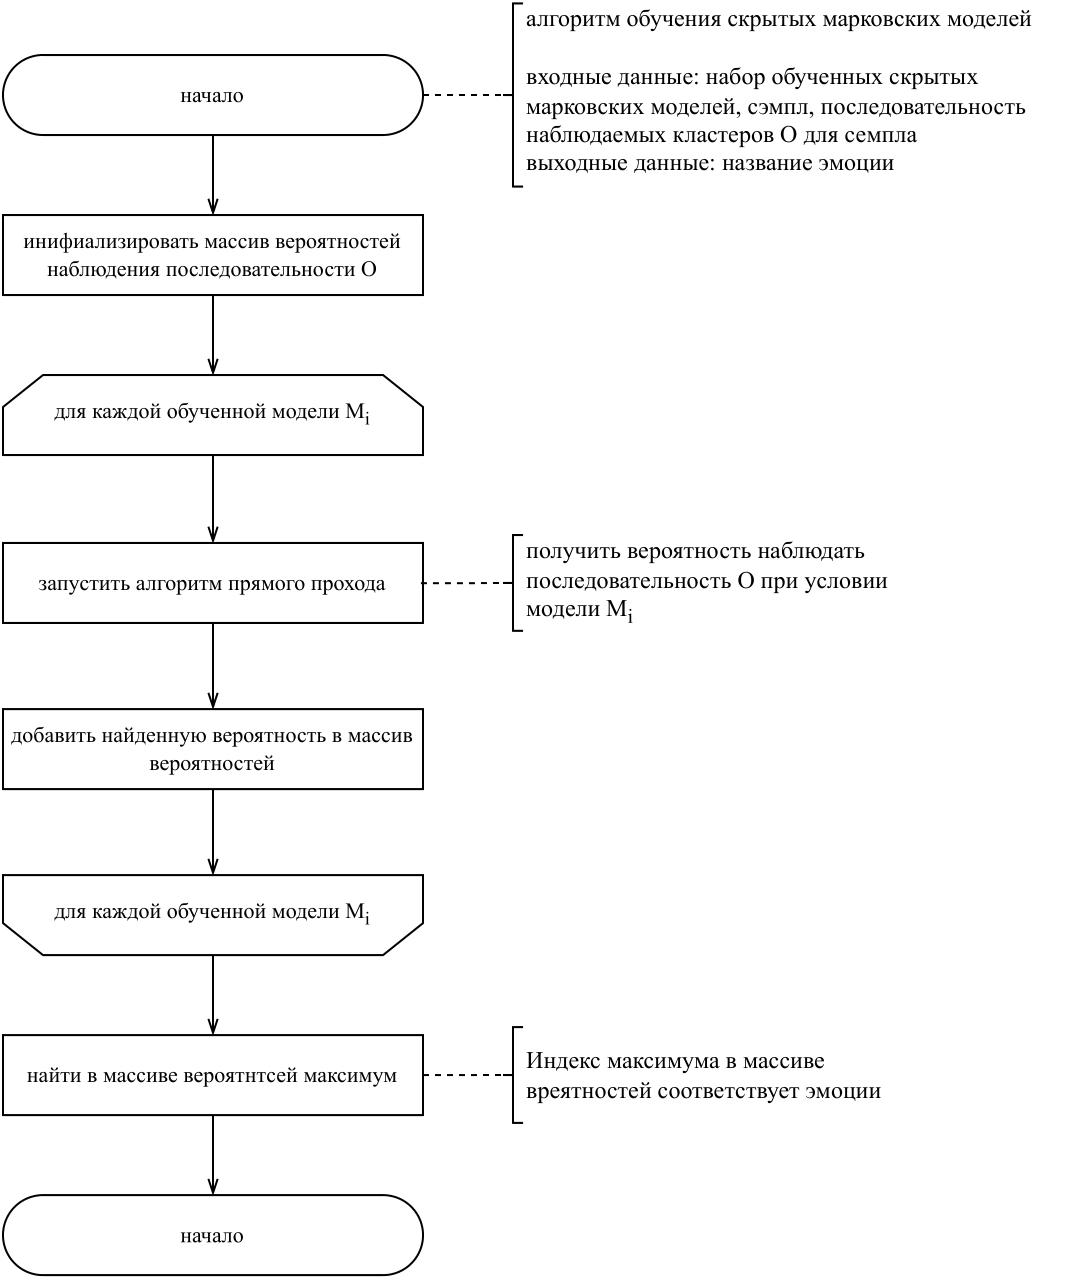 алгоритм обучения скрытых марковских моделей
входные данные: набор обученных скрытых
марковских моделей, сэмпл, последовательность
наблюдаемых кластеров О для семпла
выходные данные: название эмоции
начало
инифиализировать массив вероятностей
наблюдения последовательности О
для каждой обученной модели Mi
запустить алгоритм прямого прохода
получить вероятность наблюдать
последовательность О при условии
модели Mi
добавить найденную вероятность в массив
вероятностей
для каждой обученной модели Mi
найти в массиве вероятнтсей максимум
Индекс максимума в массиве
вреятностей соответствует эмоции
начало